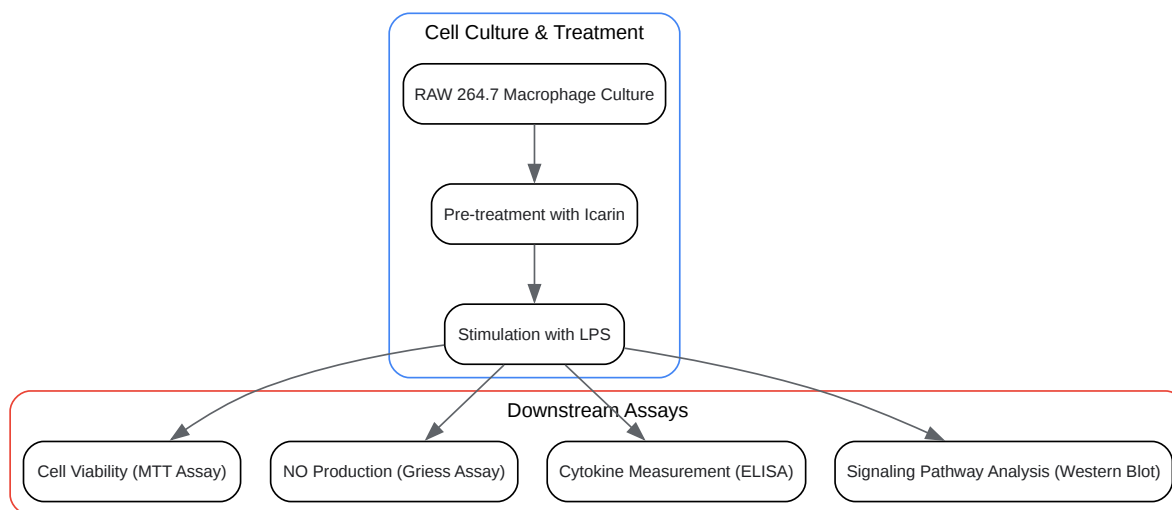 Cell Culture & Treatment
RAW 264.7 Macrophage Culture
Pre-treatment with Icarin
Stimulation with LPS
Downstream Assays
Cell Viability (MTT Assay)
NO Production (Griess Assay)
Cytokine Measurement (ELISA)
Signaling Pathway Analysis (Western Blot)